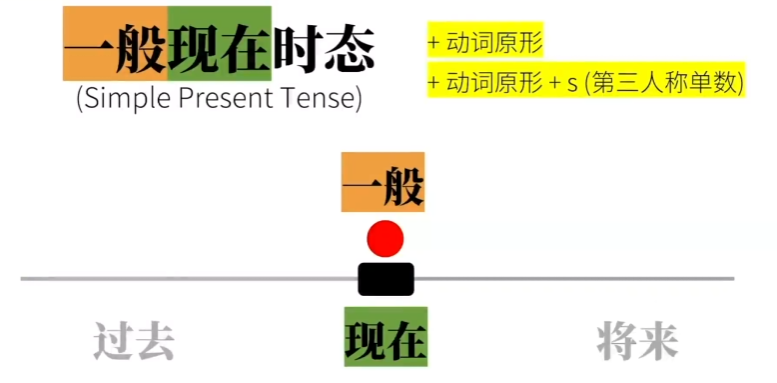 一般现在时态
(Simple Present Tense)
+ 动词原形
+ 动词原形 + s (第三人称单数)
一般
过去
现在
将来